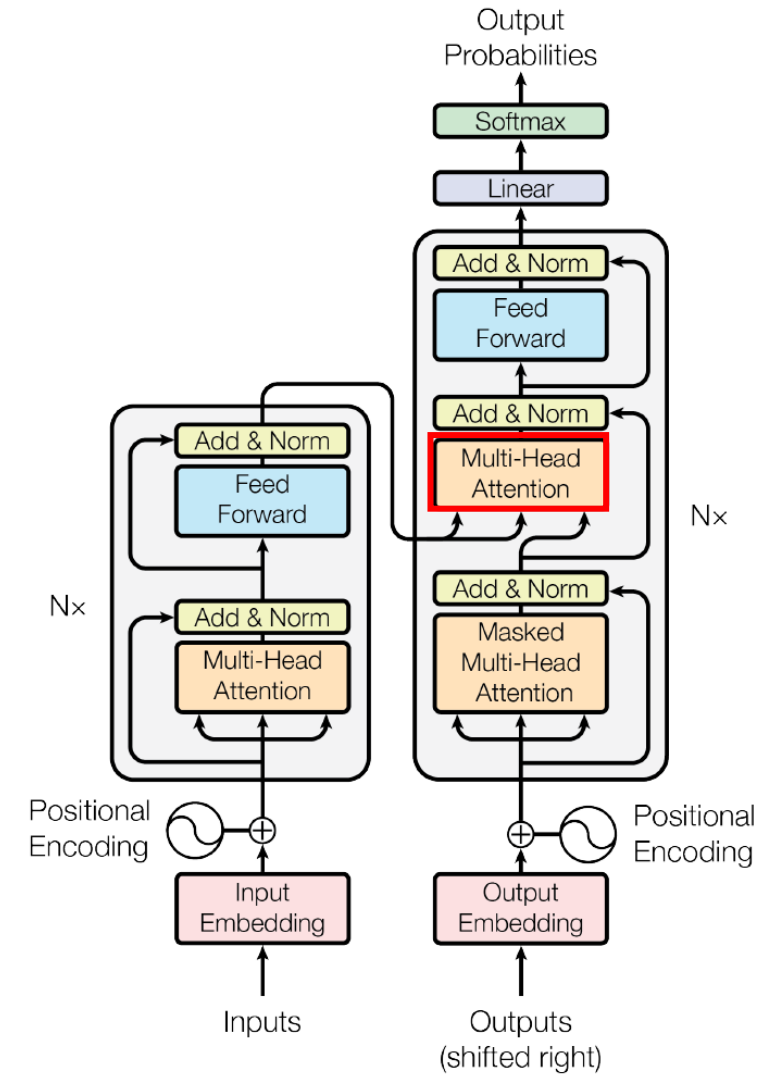 Output
Probabilities
Softmax
Linear
Add & Norm
Feed
Forward
Add & Norm
Multi-Head
Attention
Nx
Add & Norm
Masked
Multi-Head
Attention
Add & Norm
Feed
Forward
Nx
Add & Norm
Multi-Head
Attention
Positional
Encoding
Positional
Encoding
Input
Embedding
Output
Embedding
Inputs
Outputs
(shifted right)